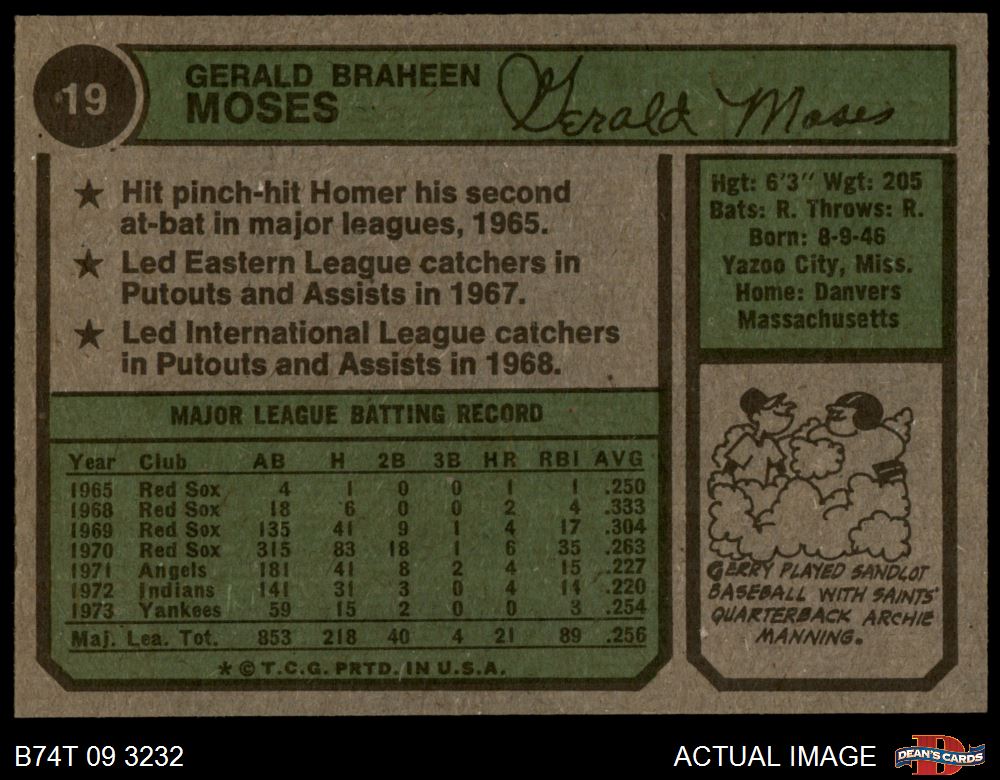 19
GERALD BRAHEEN
MOSES
Gerald Moses
★ Hit pinch-hit Homer his second
at-bat in major leagues, 1965.
★ Led Eastern League catchers in
Putouts and Assists in 1967.
★ Led International League catchers
in Putouts and Assists in 1968.
Hgt: 6'3" Wgt: 205
Bats: R. Throws: R.
Born: 8-9-46
Yazoo City, Miss.
Home: Danvers
Massachusetts
MAJOR LEAGUE BATTING RECORD
Year Club AB H 2B 3B HR RBI AVG
1965 Red Sox 4 1 0 0 1 1 .250
1968 Red Sox 18 6 0 0 2 4 .333
1969 Red Sox 135 41 9 1 4 17 .304
1970 Red Sox 315 83 18 1 6 35 .263
1971 Angels 181 41 8 2 4 15 .227
1972 Indians 141 31 3 0 4 14 .220
1973 Yankees 59 15 2 0 0 3 .254
Maj. Lea. Tot. 853 218 40 4 21 89 .256
* © T.C.G. PRTD. IN U.S.A.
GERRY PLAYED SANDLOT
BASEBALL WITH SAINTS'
QUARTERBACK ARCHIE
MANNING.
B74T 09 3232
ACTUAL IMAGE
D
DEAN'S CARDS